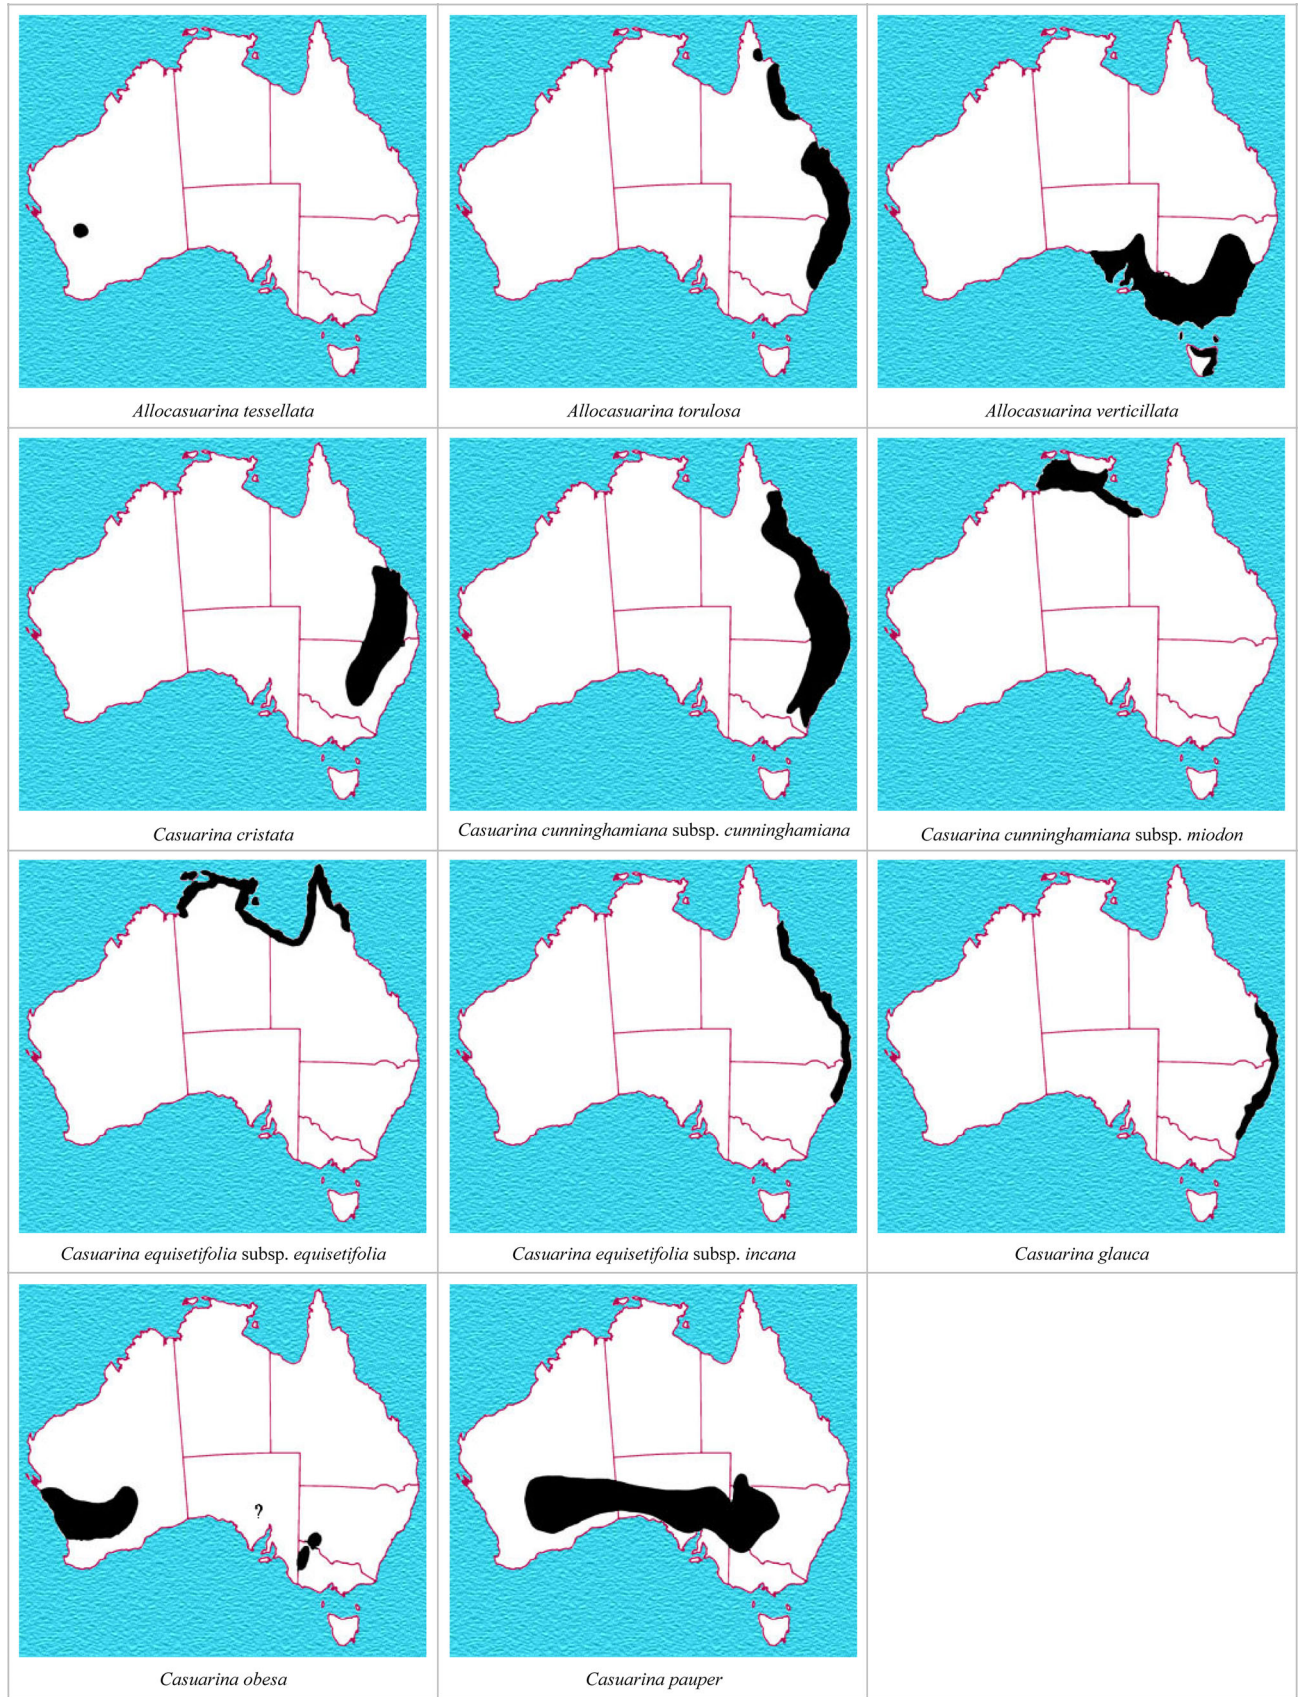 Allocasuarina tessellata
Allocasuarina torulosa
Allocasuarina verticillata
Casuarina cristata
Casuarina cunninghamiana subsp. cunninghamiana
Casuarina cunninghamiana subsp. miodon
Casuarina equisetifolia subsp. equisetifolia
Casuarina equisetifolia subsp. incana
Casuarina glauca
?
Casuarina obesa
Casuarina pauper